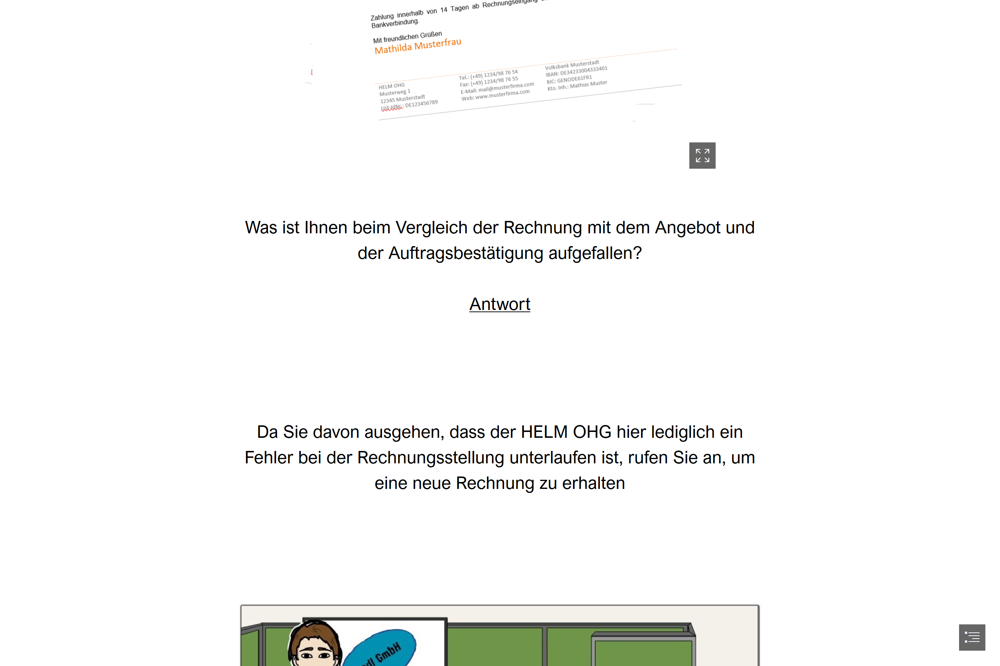 Zahlung innerhalb von 14 Tagen ab Rechnungseingang
Bankverbindung.
Mit freundlichen Grüßen
Mathilda Musterfrau
HELM OHG
Musterweg 1
12345 Musterstadt
Ust-IdNr.: DE123456789
Tel.: (+49) 1234/98 76 54
Fax: (+49) 1234/98 76 55
E-Mail: mail@musterfirma.com
Web: www.musterfirma.com
Volksbank Musterstadt
IBAN: DE34233004333401
BIC: GENODE61FR1
Kto. Inh.: Mathias Muster
Was ist Ihnen beim Vergleich der Rechnung mit dem Angebot und
der Auftragsbestätigung aufgefallen?
Antwort
Da Sie davon ausgehen, dass der HELM OHG hier lediglich ein
Fehler bei der Rechnungsstellung unterlaufen ist, rufen Sie an, um
eine neue Rechnung zu erhalten
GmbH